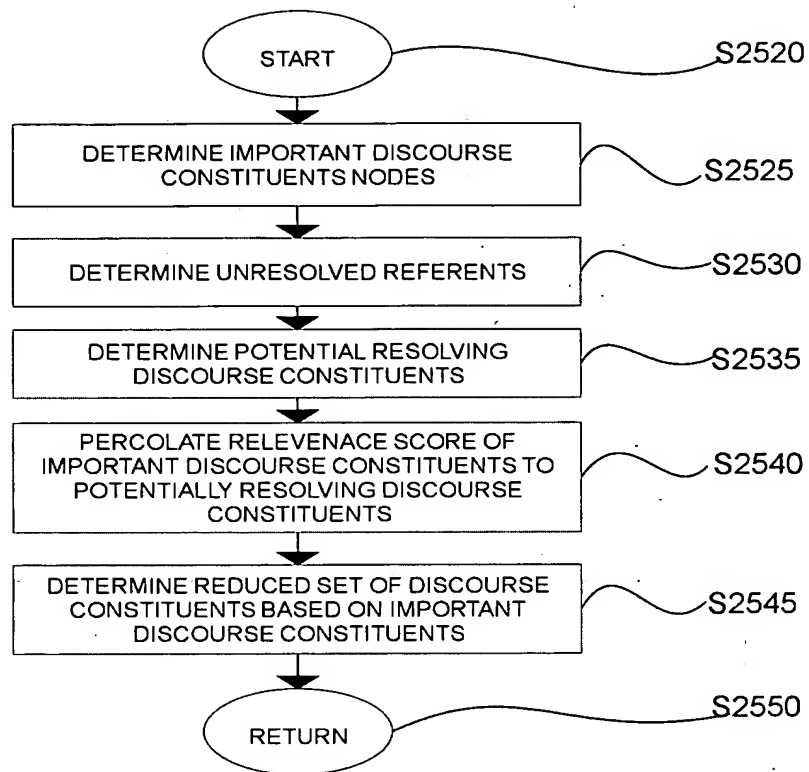 START
S2520
DETERMINE IMPORTANT DISCOURSE
CONSTITUENTS NODES
S2525
DETERMINE UNRESOLVED REFERENTS
S2530
DETERMINE POTENTIAL RESOLVING
DISCOURSE CONSTITUENTS
S2535
PERCOLATE RELEVENACE SCORE OF
IMPORTANT DISCOURSE CONSTITUENTS TO
POTENTIALLY RESOLVING DISCOURSE
CONSTITUENTS
S2540
DETERMINE REDUCED SET OF DISCOURSE
CONSTITUENTS BASED ON IMPORTANT
DISCOURSE CONSTITUENTS
S2545
RETURN
S2550